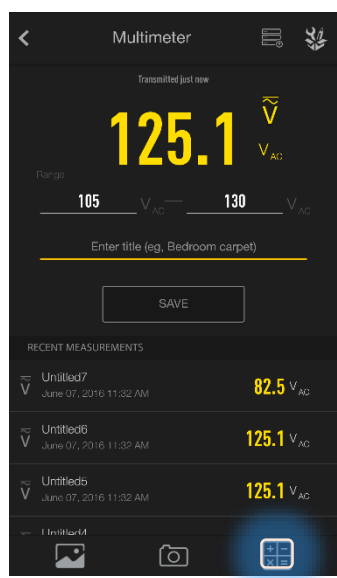 Multimeter
Transmitted just now
125.1 V
V AC
Range
105 V AC — 130 V AC
Enter title (eg, Bedroom carpet)
SAVE
RECENT MEASUREMENTS
V Untitled7 82.5 V AC
June 07, 2016 11:32 AM
V Untitled6 125.1 V AC
June 07, 2016 11:32 AM
V Untitled5 125.1 V AC
June 07, 2016 11:32 AM
Untitled4